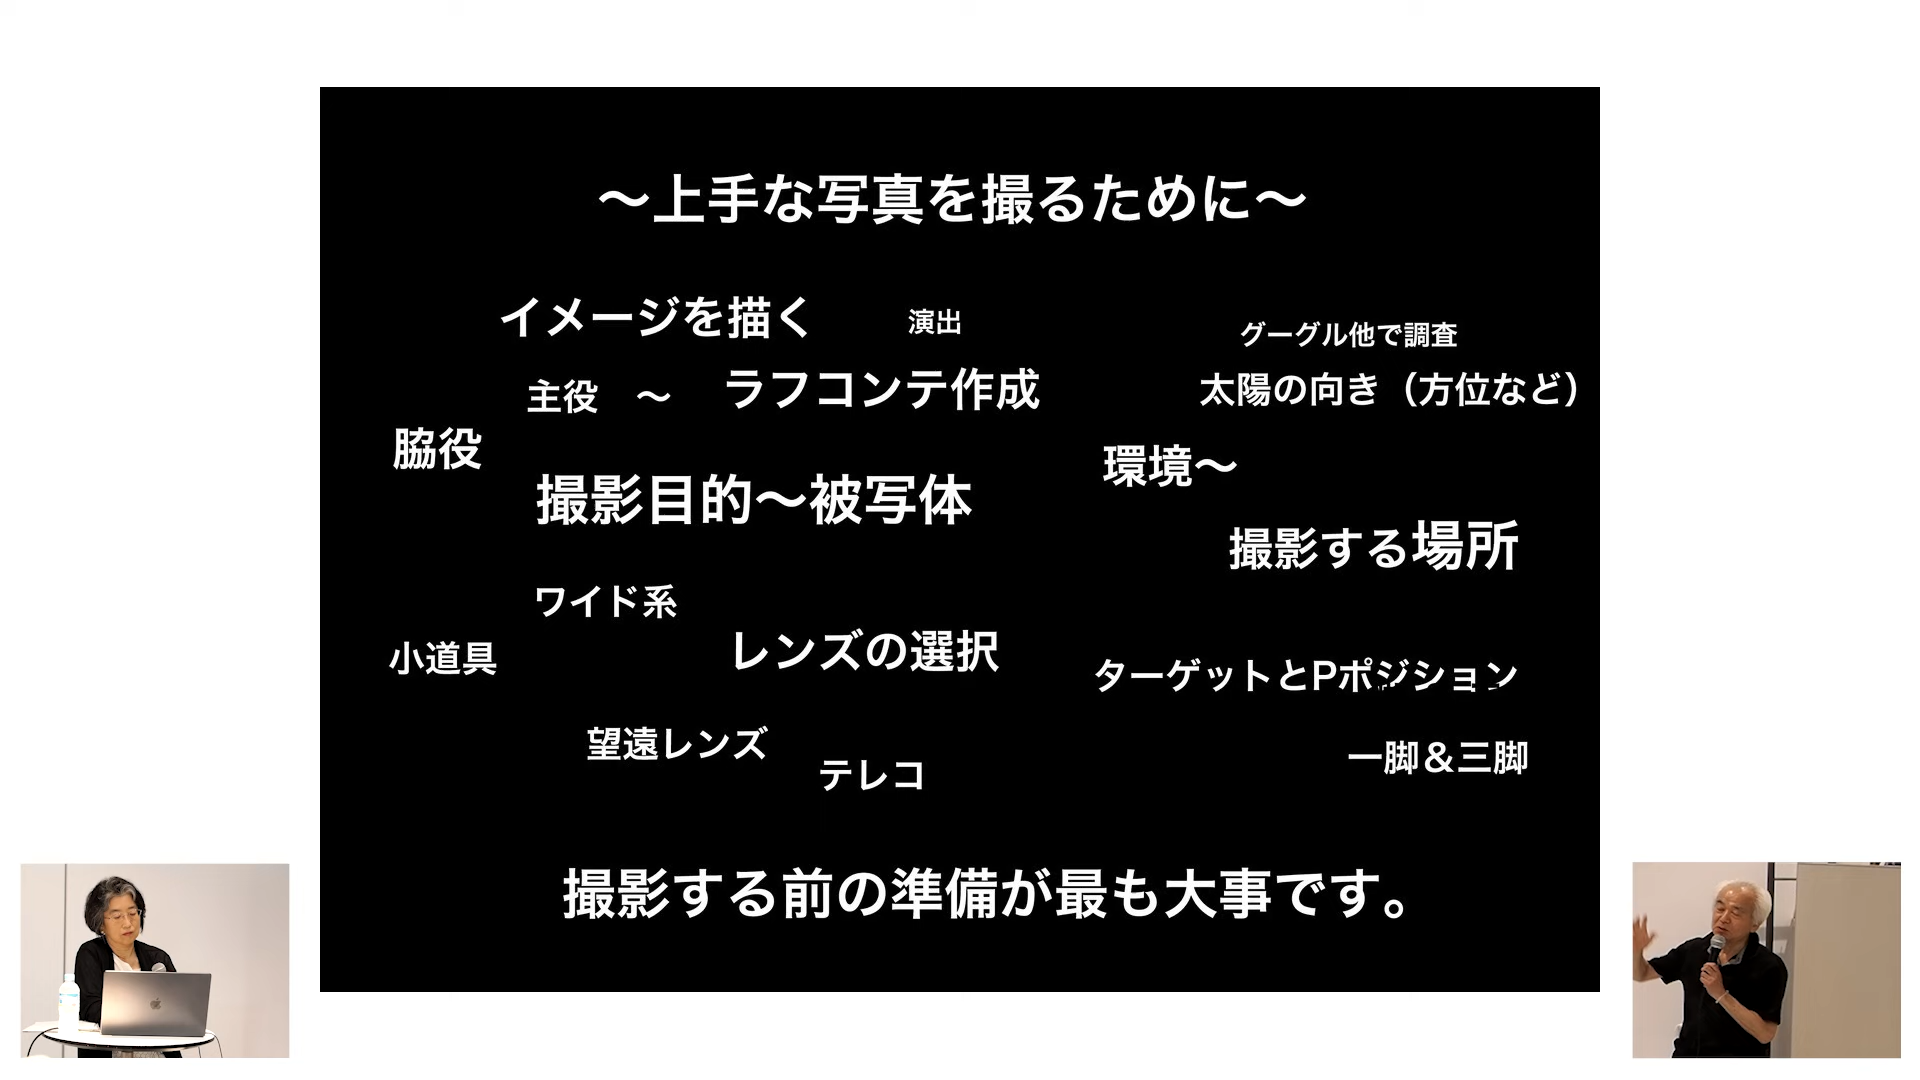 〜上手な写真を撮るために〜
イメージを描く
演出
グーグル他で調査
主役　〜
ラフコンテ作成
太陽の向き（方位など）
脇役
環境〜
撮影目的〜被写体
撮影する場所
ワイド系
小道具
レンズの選択
ターゲットとPポジション
望遠レンズ
テレコ
一脚＆三脚
撮影する前の準備が最も大事です。